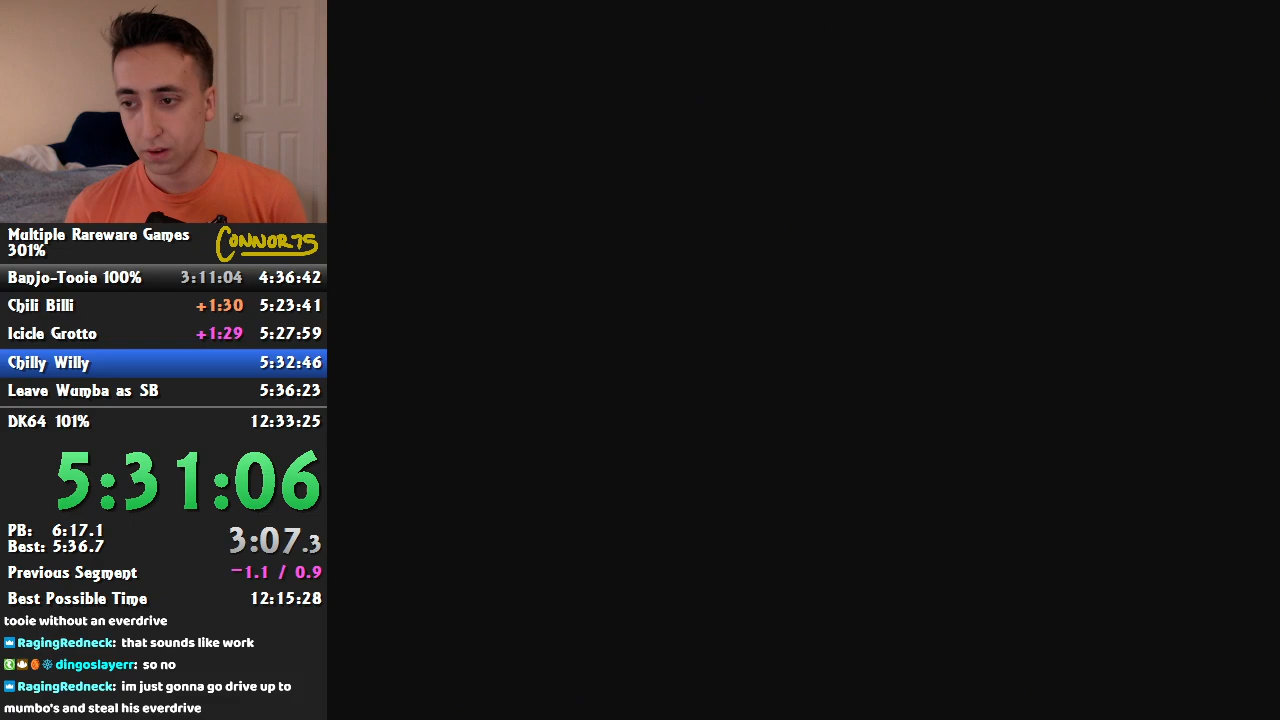 Multiple Rareware Games
301%
CONNOR75
Banjo-Tooie 100% 3:11:04 4:36:42
Chili Billi +1:30 5:23:41
Icicle Grotto +1:29 5:27:59
Chilly Willy 5:32:46
Leave Wumba as SB 5:36:23
DK64 101% 12:33:25
5:31:06
PB: 6:17.1
Best: 5:36.7
3:07.3
Previous Segment -1.1 / 0.9
Best Possible Time 12:15:28
tooie without an everdrive
RagingRedneck: that sounds like work
dingoslayerr: so no
RagingRedneck: im just gonna go drive up to
mumbo's and steal his everdrive